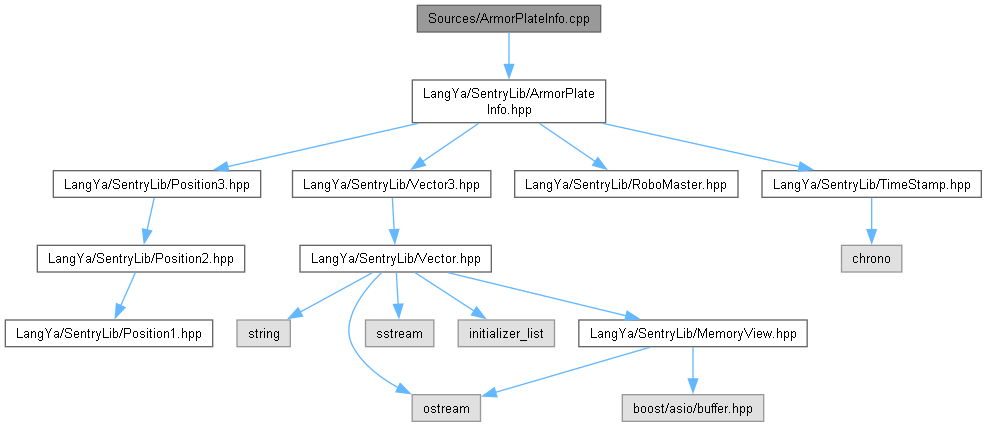 Sources/ArmorPlateInfo.cpp
LangYa/SentryLib/ArmorPlate
Info.hpp
LangYa/SentryLib/Position3.hpp
LangYa/SentryLib/Vector3.hpp
LangYa/SentryLib/RoboMaster.hpp
LangYa/SentryLib/TimeStamp.hpp
LangYa/SentryLib/Position2.hpp
LangYa/SentryLib/Vector.hpp
chrono
LangYa/SentryLib/Position1.hpp
string
sstream
initializer_list
LangYa/SentryLib/MemoryView.hpp
ostream
boost/asio/buffer.hpp